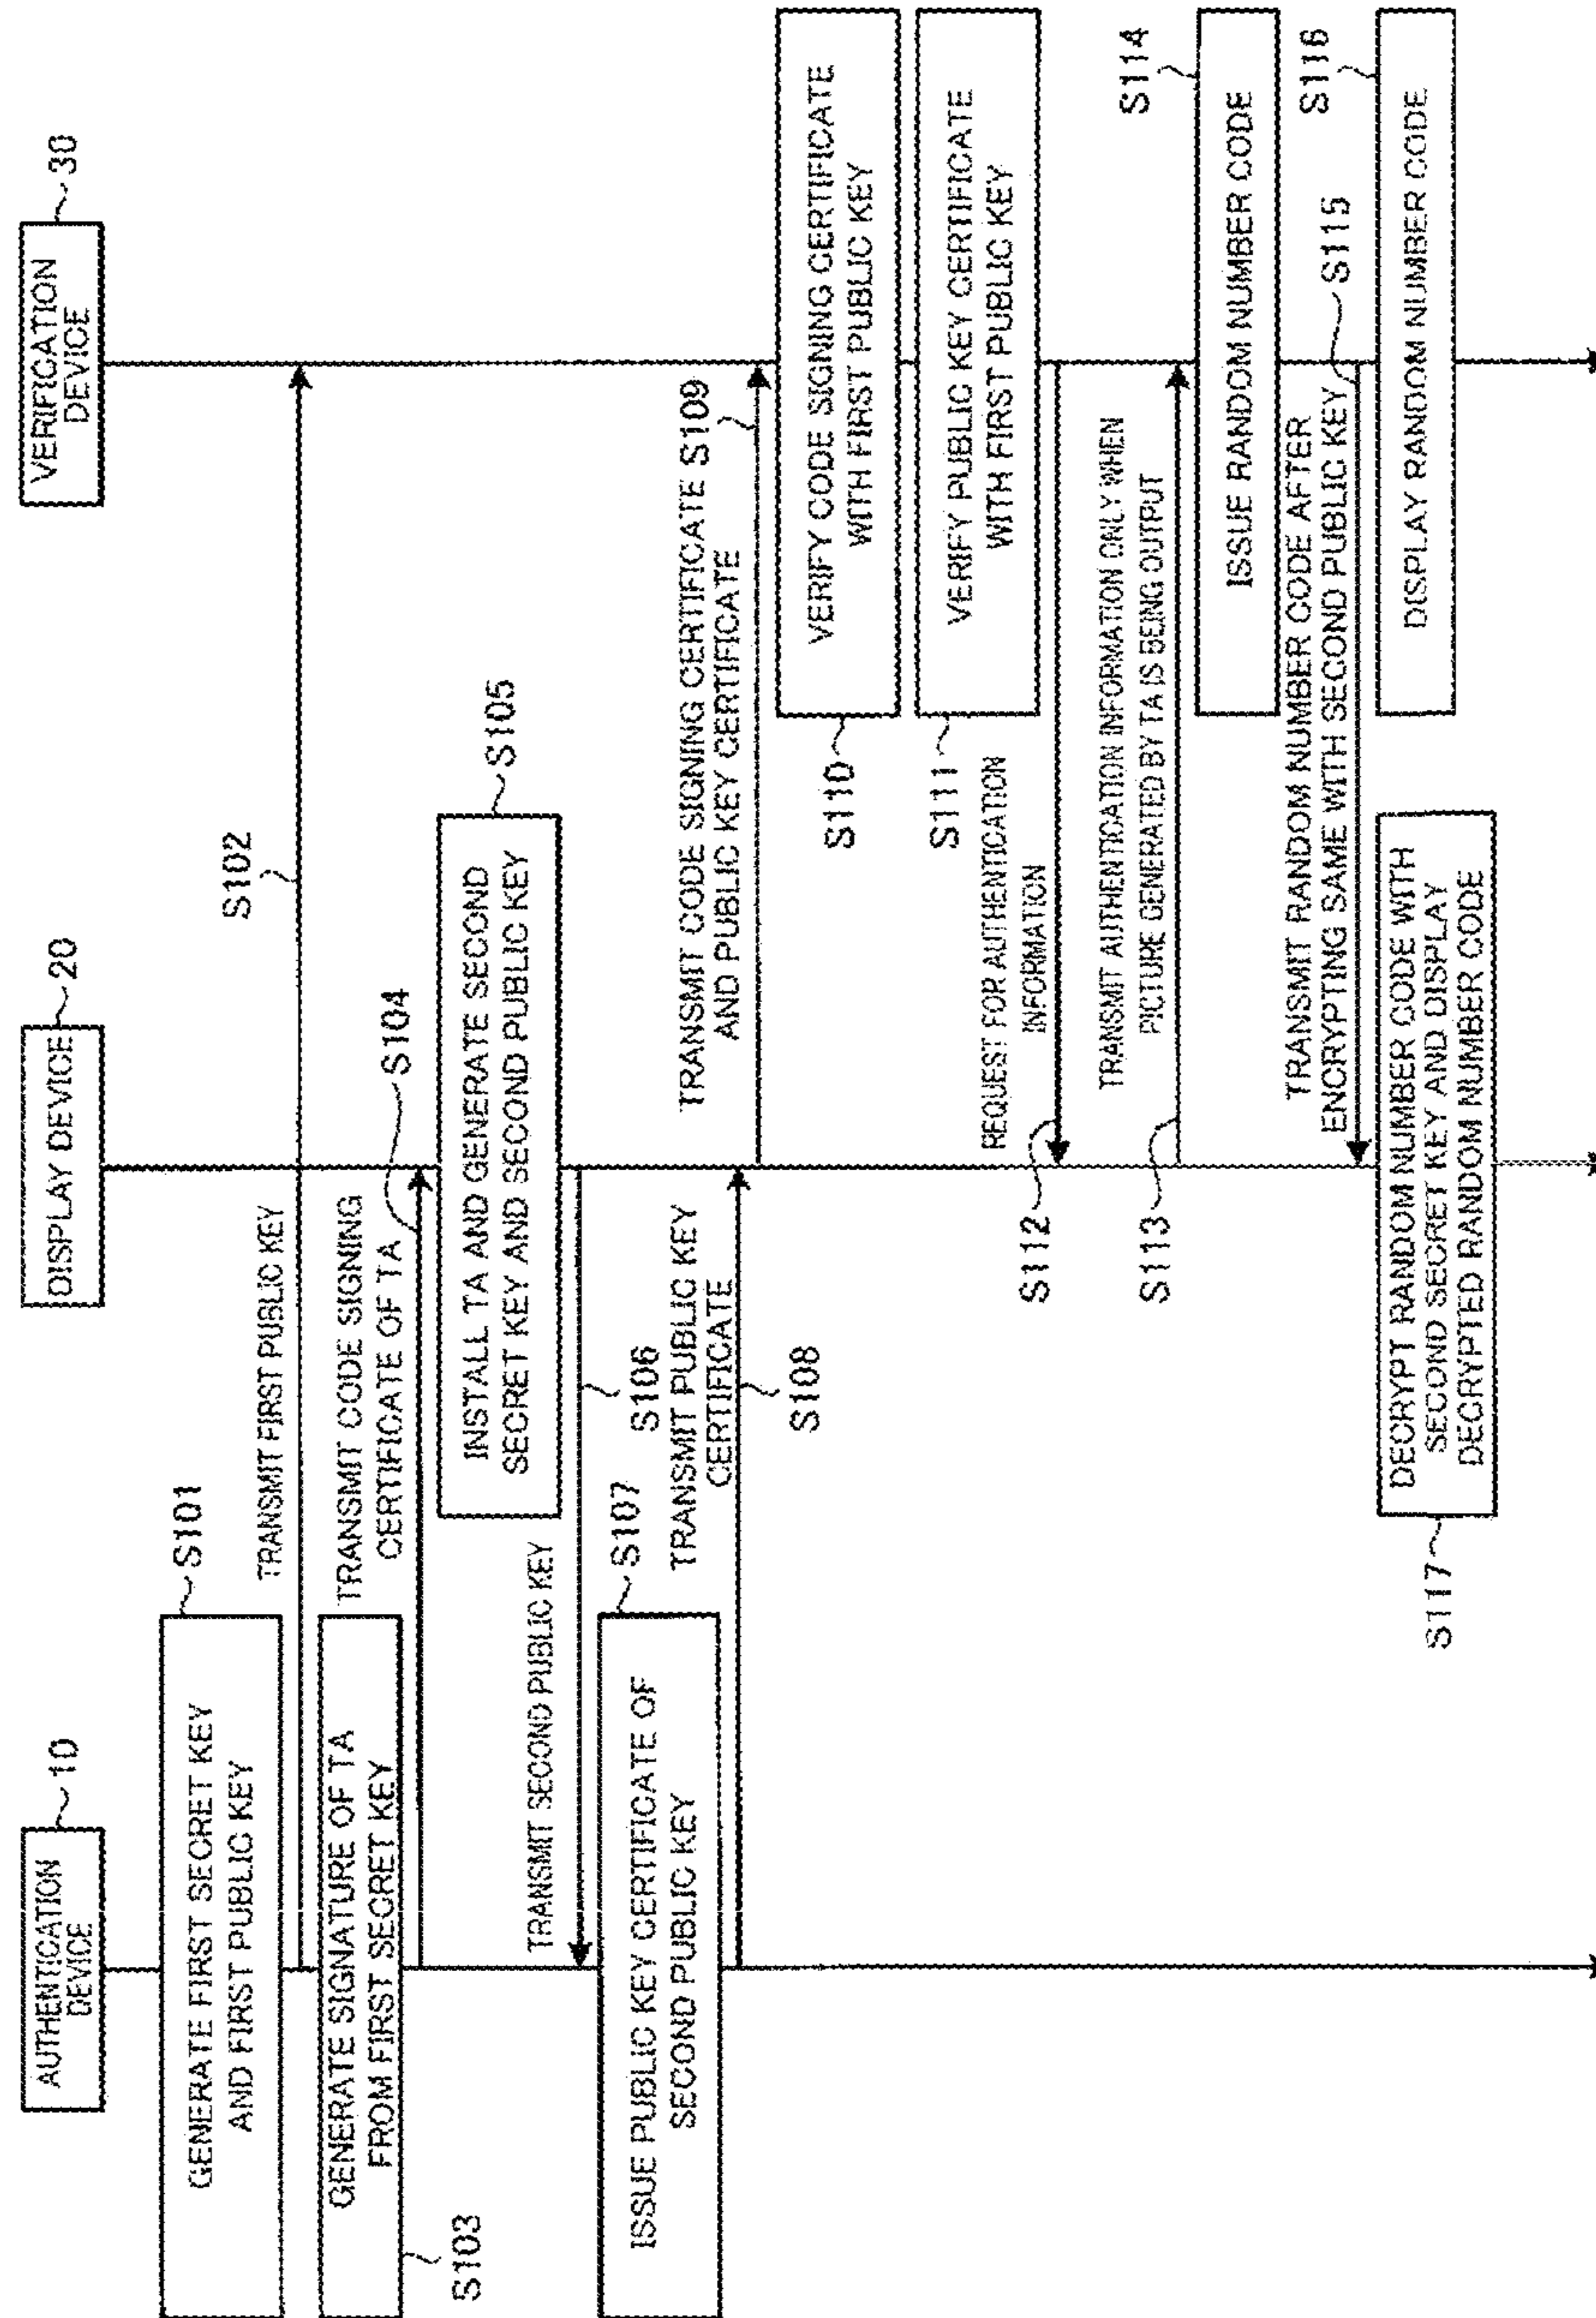 AUTHENTICATION
DEVICE
10
DISPLAY DEVICE
20
VERIFICATION
DEVICE
30
GENERATE FIRST SECRET KEY
AND FIRST PUBLIC KEY
S101
TRANSMIT FIRST PUBLIC KEY
S102
GENERATE SIGNATURE OF TA
FROM FIRST SECRET KEY
S103
TRANSMIT CODE SIGNING
CERTIFICATE OF TA
S104
INSTALL TA AND GENERATE SECOND
SECRET KEY AND SECOND PUBLIC KEY
S105
TRANSMIT SECOND PUBLIC KEY
S106
ISSUE PUBLIC KEY CERTIFICATE OF
SECOND PUBLIC KEY
S107
TRANSMIT PUBLIC KEY
CERTIFICATE
S108
TRANSMIT CODE SIGNING CERTIFICATE
AND PUBLIC KEY CERTIFICATE
S109
VERIFY CODE SIGNING CERTIFICATE
WITH FIRST PUBLIC KEY
S110
VERIFY PUBLIC KEY CERTIFICATE
WITH FIRST PUBLIC KEY
S111
REQUEST FOR AUTHENTICATION
INFORMATION
S112
TRANSMIT AUTHENTICATION INFORMATION ONLY WHEN
PICTURE GENERATED BY TA IS BEING OUTPUT
S113
ISSUE RANDOM NUMBER CODE
S114
TRANSMIT RANDOM NUMBER CODE AFTER
ENCRYPTING SAME WITH SECOND PUBLIC KEY
S115
DISPLAY RANDOM NUMBER CODE
S116
DECRYPT RANDOM NUMBER CODE WITH
SECOND SECRET KEY AND DISPLAY
DECRYPTED RANDOM NUMBER CODE
S117